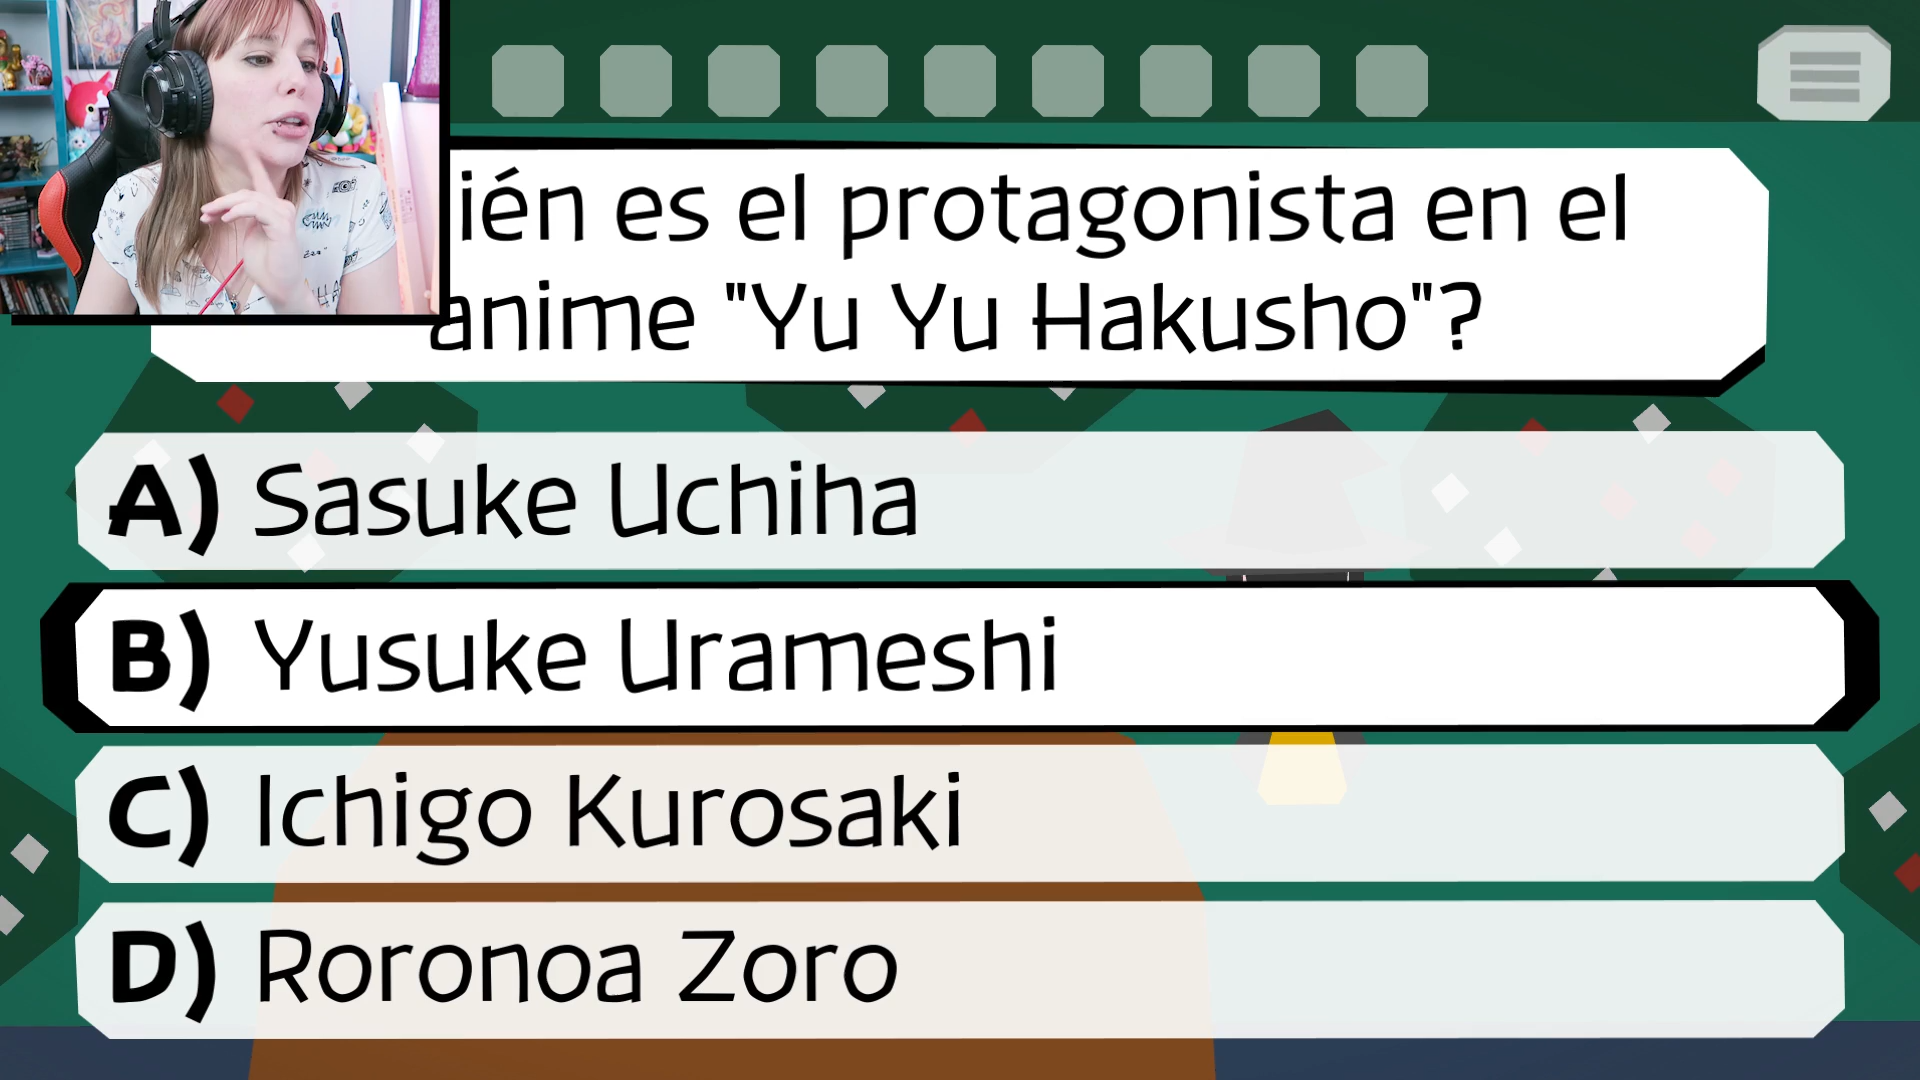 ién es el protagonista en el
anime "Yu Yu Hakusho"?
A) Sasuke Uchiha
B) Yusuke Urameshi
C) Ichigo Kurosaki
D) Roronoa Zoro